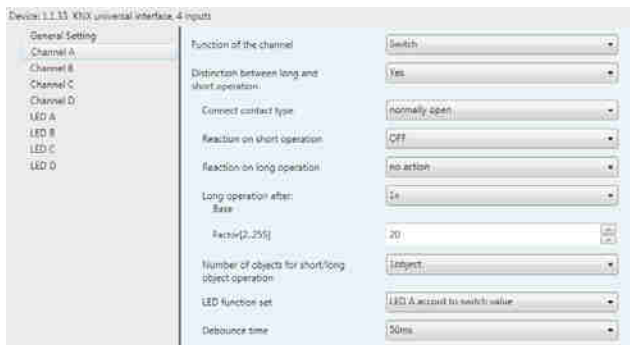 Device: 1.1.35 KNX universal interface, 4 inputs
General Setting
Channel A
Channel B
Channel C
Channel D
LED A
LED B
LED C
LED D
Function of the channel
Switch
Distinction between long and
short operation
Yes
Connect contact type
normally open
Reaction on short operation
OFF
Reaction on long operation
no action
Long operation after:
Base
1s
Factor[2..255]
20
Number of objects for short/long
object operation
1object
LED function set
LED A accord to switch value
Debounce time
50ms